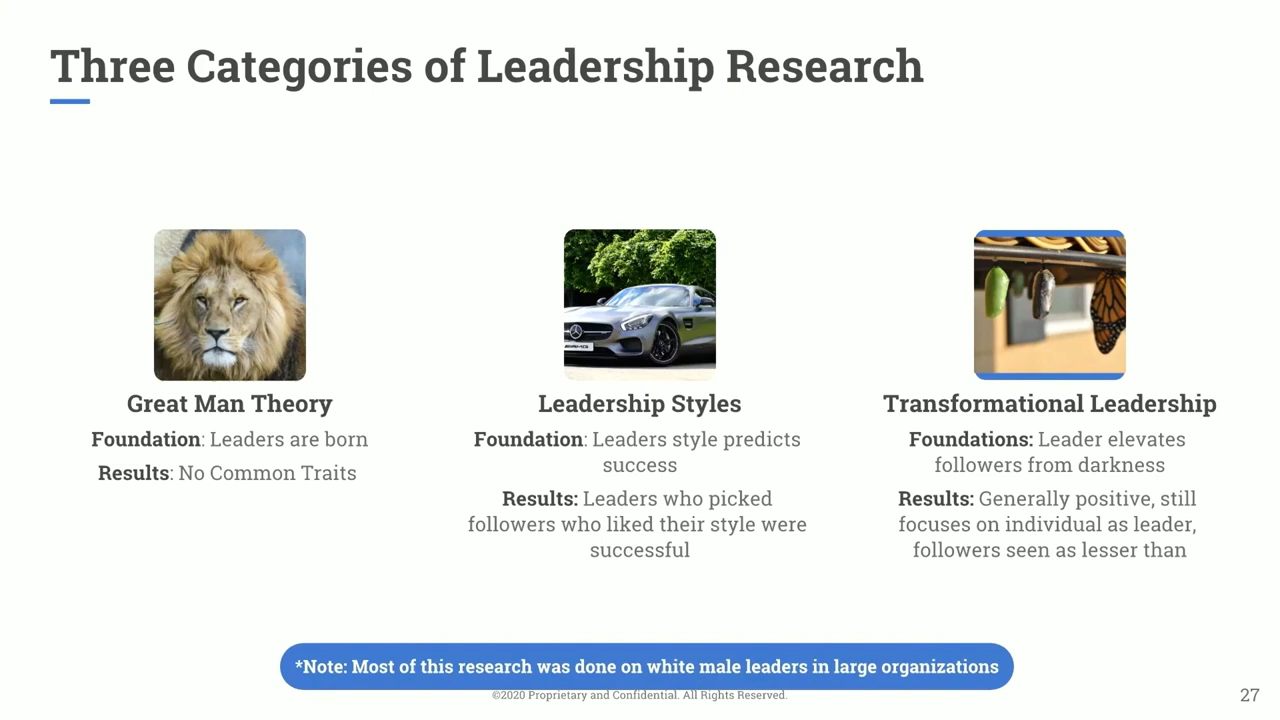 Three Categories of Leadership Research
Great Man Theory
Foundation: Leaders are born
Results: No Common Traits
Leadership Styles
Foundation: Leaders style predicts
success
Results: Leaders who picked
followers who liked their style were
successful
Transformational Leadership
Foundations: Leader elevates
followers from darkness
Results: Generally positive, still
focuses on individual as leader,
followers seen as lesser than
*Note: Most of this research was done on white male leaders in large organizations
©2020 Proprietary and Confidential. All Rights Reserved.
27